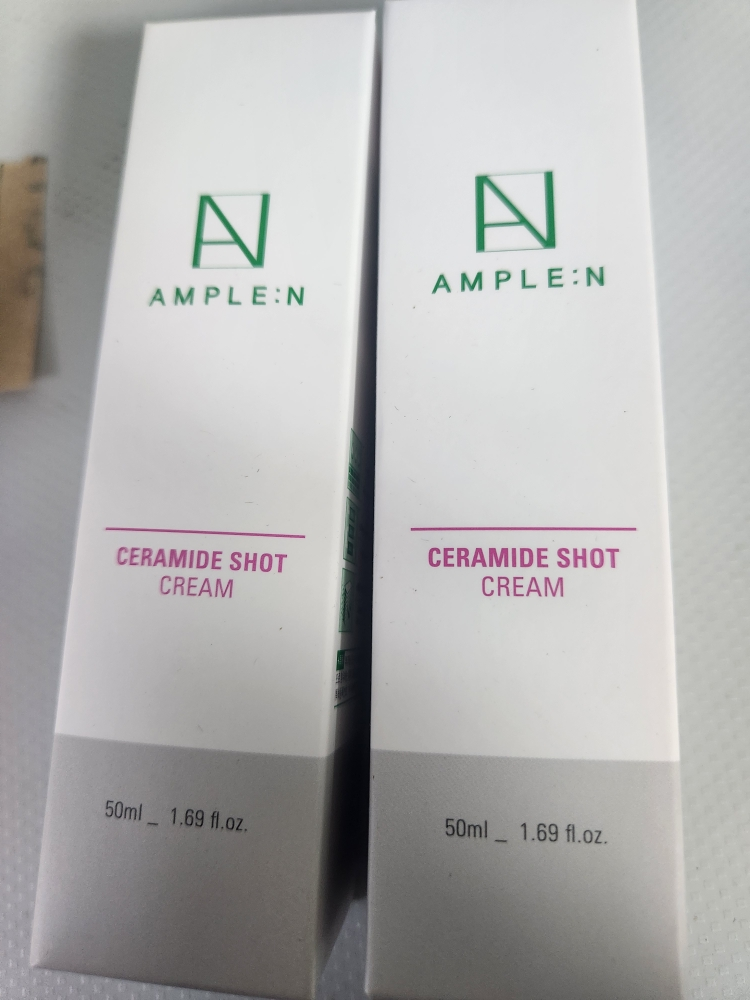 AMPLE:N
CERAMIDE SHOT
CREAM
50ml _ 1.69 fl.oz.
AMPLE:N
CERAMIDE SHOT
CREAM
50ml _ 1.69 fl.oz.